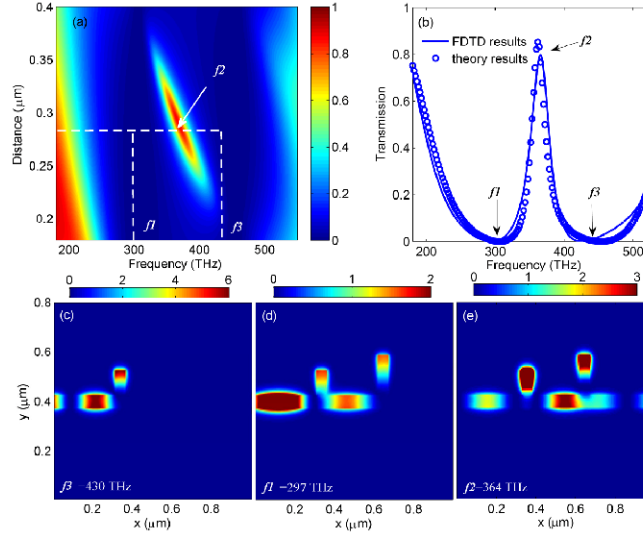 (a)
0.4
0.35
0.3
0.25
0.2
Distance (μm)
f2
f1
f3
200 300 400 500
Frequency (THz)
1
0.8
0.6
0.4
0.2
0
(b)
1
0.8
0.6
0.4
0.2
0
Transmission
FDTD results
theory results
f2
f1
f3
200 300 400 500
Frequency (THz)
0 2 4 6
0 1 2
0 1 2 3
(c)
(d)
(e)
0.8
0.6
0.4
0.2
y (μm)
f3 =430 THz
f1 =297 THz
f2=364 THz
0.2 0.4 0.6 0.8
0.2 0.4 0.6 0.8
0.2 0.4 0.6 0.8
x (μm)
x (μm)
x (μm)